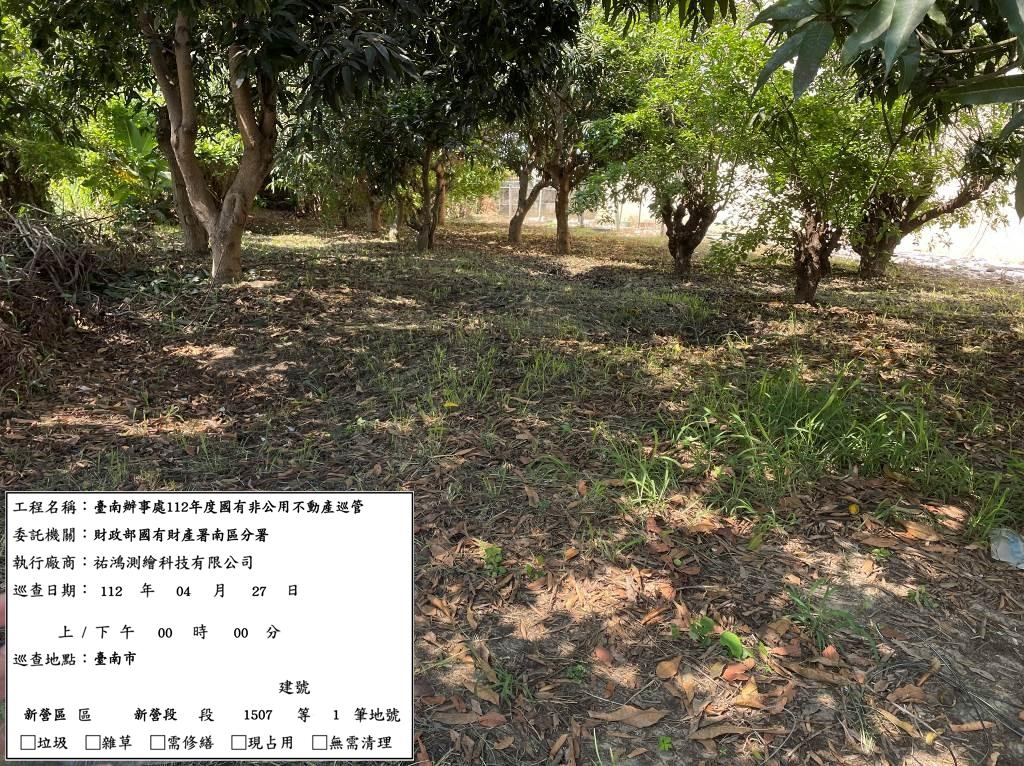 工程名稱：臺南辦事處112年度國有非公用不動產巡管
委託機關：財政部國有財產署南區分署
執行廠商：祐鴻測繪科技有限公司
巡查日期： 112 年 04 月 27 日
上 / 下 午 00 時 00 分
巡查地點：臺南市
建號
新營區 區 新營段 段 1507 等 1 筆地號
□垃圾 □雜草 □需修繕 □現占用 □無需清理